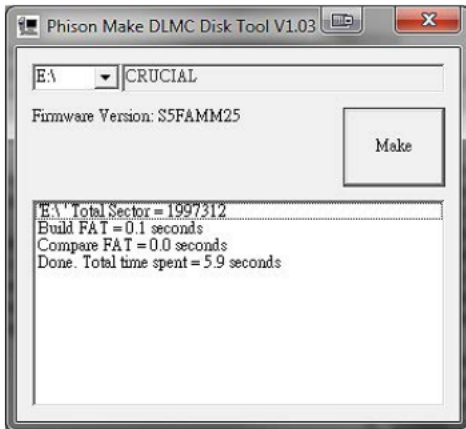 Phison Make DLMC Disk Tool V1.03
E:\ CRUCIAL
Firmware Version: S5FAMM25
Make
'E:\ ' Total Sector = 1997312
Build FAT = 0.1 seconds
Compare FAT = 0.0 seconds
Done. Total time spent = 5.9 seconds